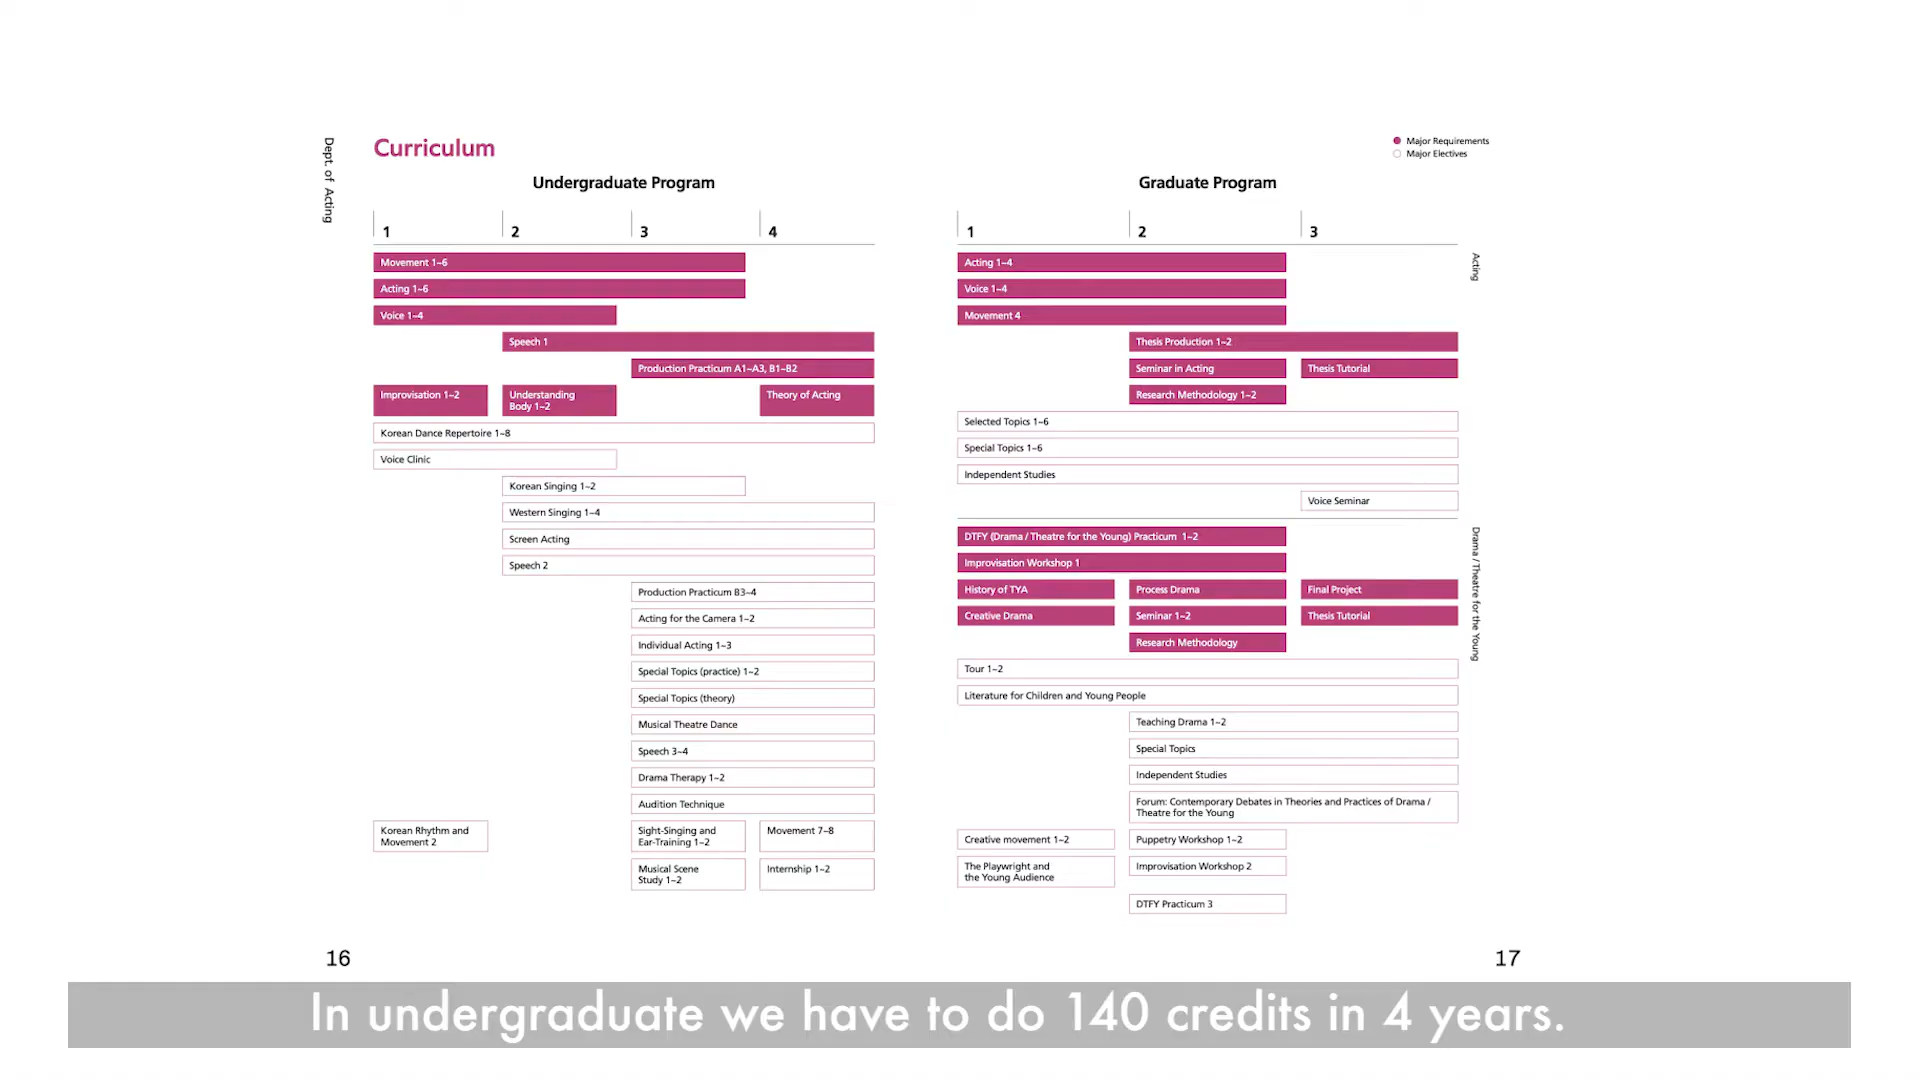 Dept. of Acting
Curriculum
Major Requirements
Major Electives
Undergraduate Program
1
2
3
4
Movement 1~6
Acting 1~6
Voice 1~4
Speech 1
Production Practicum A1~A3, B1~B2
Improvisation 1~2
Understanding
Body 1~2
Theory of Acting
Korean Dance Repertoire 1~8
Voice Clinic
Korean Singing 1~2
Western Singing 1~4
Screen Acting
Speech 2
Production Practicum B3~4
Acting for the Camera 1~2
Individual Acting 1~3
Special Topics (practice) 1~2
Special Topics (theory)
Musical Theatre Dance
Speech 3~4
Drama Therapy 1~2
Audition Technique
Korean Rhythm and
Movement 2
Sight-Singing and
Ear-Training 1~2
Movement 7~8
Musical Scene
Study 1~2
Internship 1~2
16
Graduate Program
1
2
3
Acting
Acting 1~4
Voice 1~4
Movement 4
Thesis Production 1~2
Seminar in Acting
Thesis Tutorial
Research Methodology 1~2
Selected Topics 1~6
Special Topics 1~6
Independent Studies
Voice Seminar
Drama / Theatre for the Young
DTFY (Drama / Theatre for the Young) Practicum 1~2
Improvisation Workshop 1
History of TYA
Process Drama
Final Project
Creative Drama
Seminar 1~2
Thesis Tutorial
Research Methodology
Tour 1~2
Literature for Children and Young People
Teaching Drama 1~2
Special Topics
Independent Studies
Forum: Contemporary Debates in Theories and Practices of Drama /
Theatre for the Young
Creative movement 1~2
Puppetry Workshop 1~2
The Playwright and
the Young Audience
Improvisation Workshop 2
DTFY Practicum 3
17
In undergraduate we have to do 140 credits in 4 years.